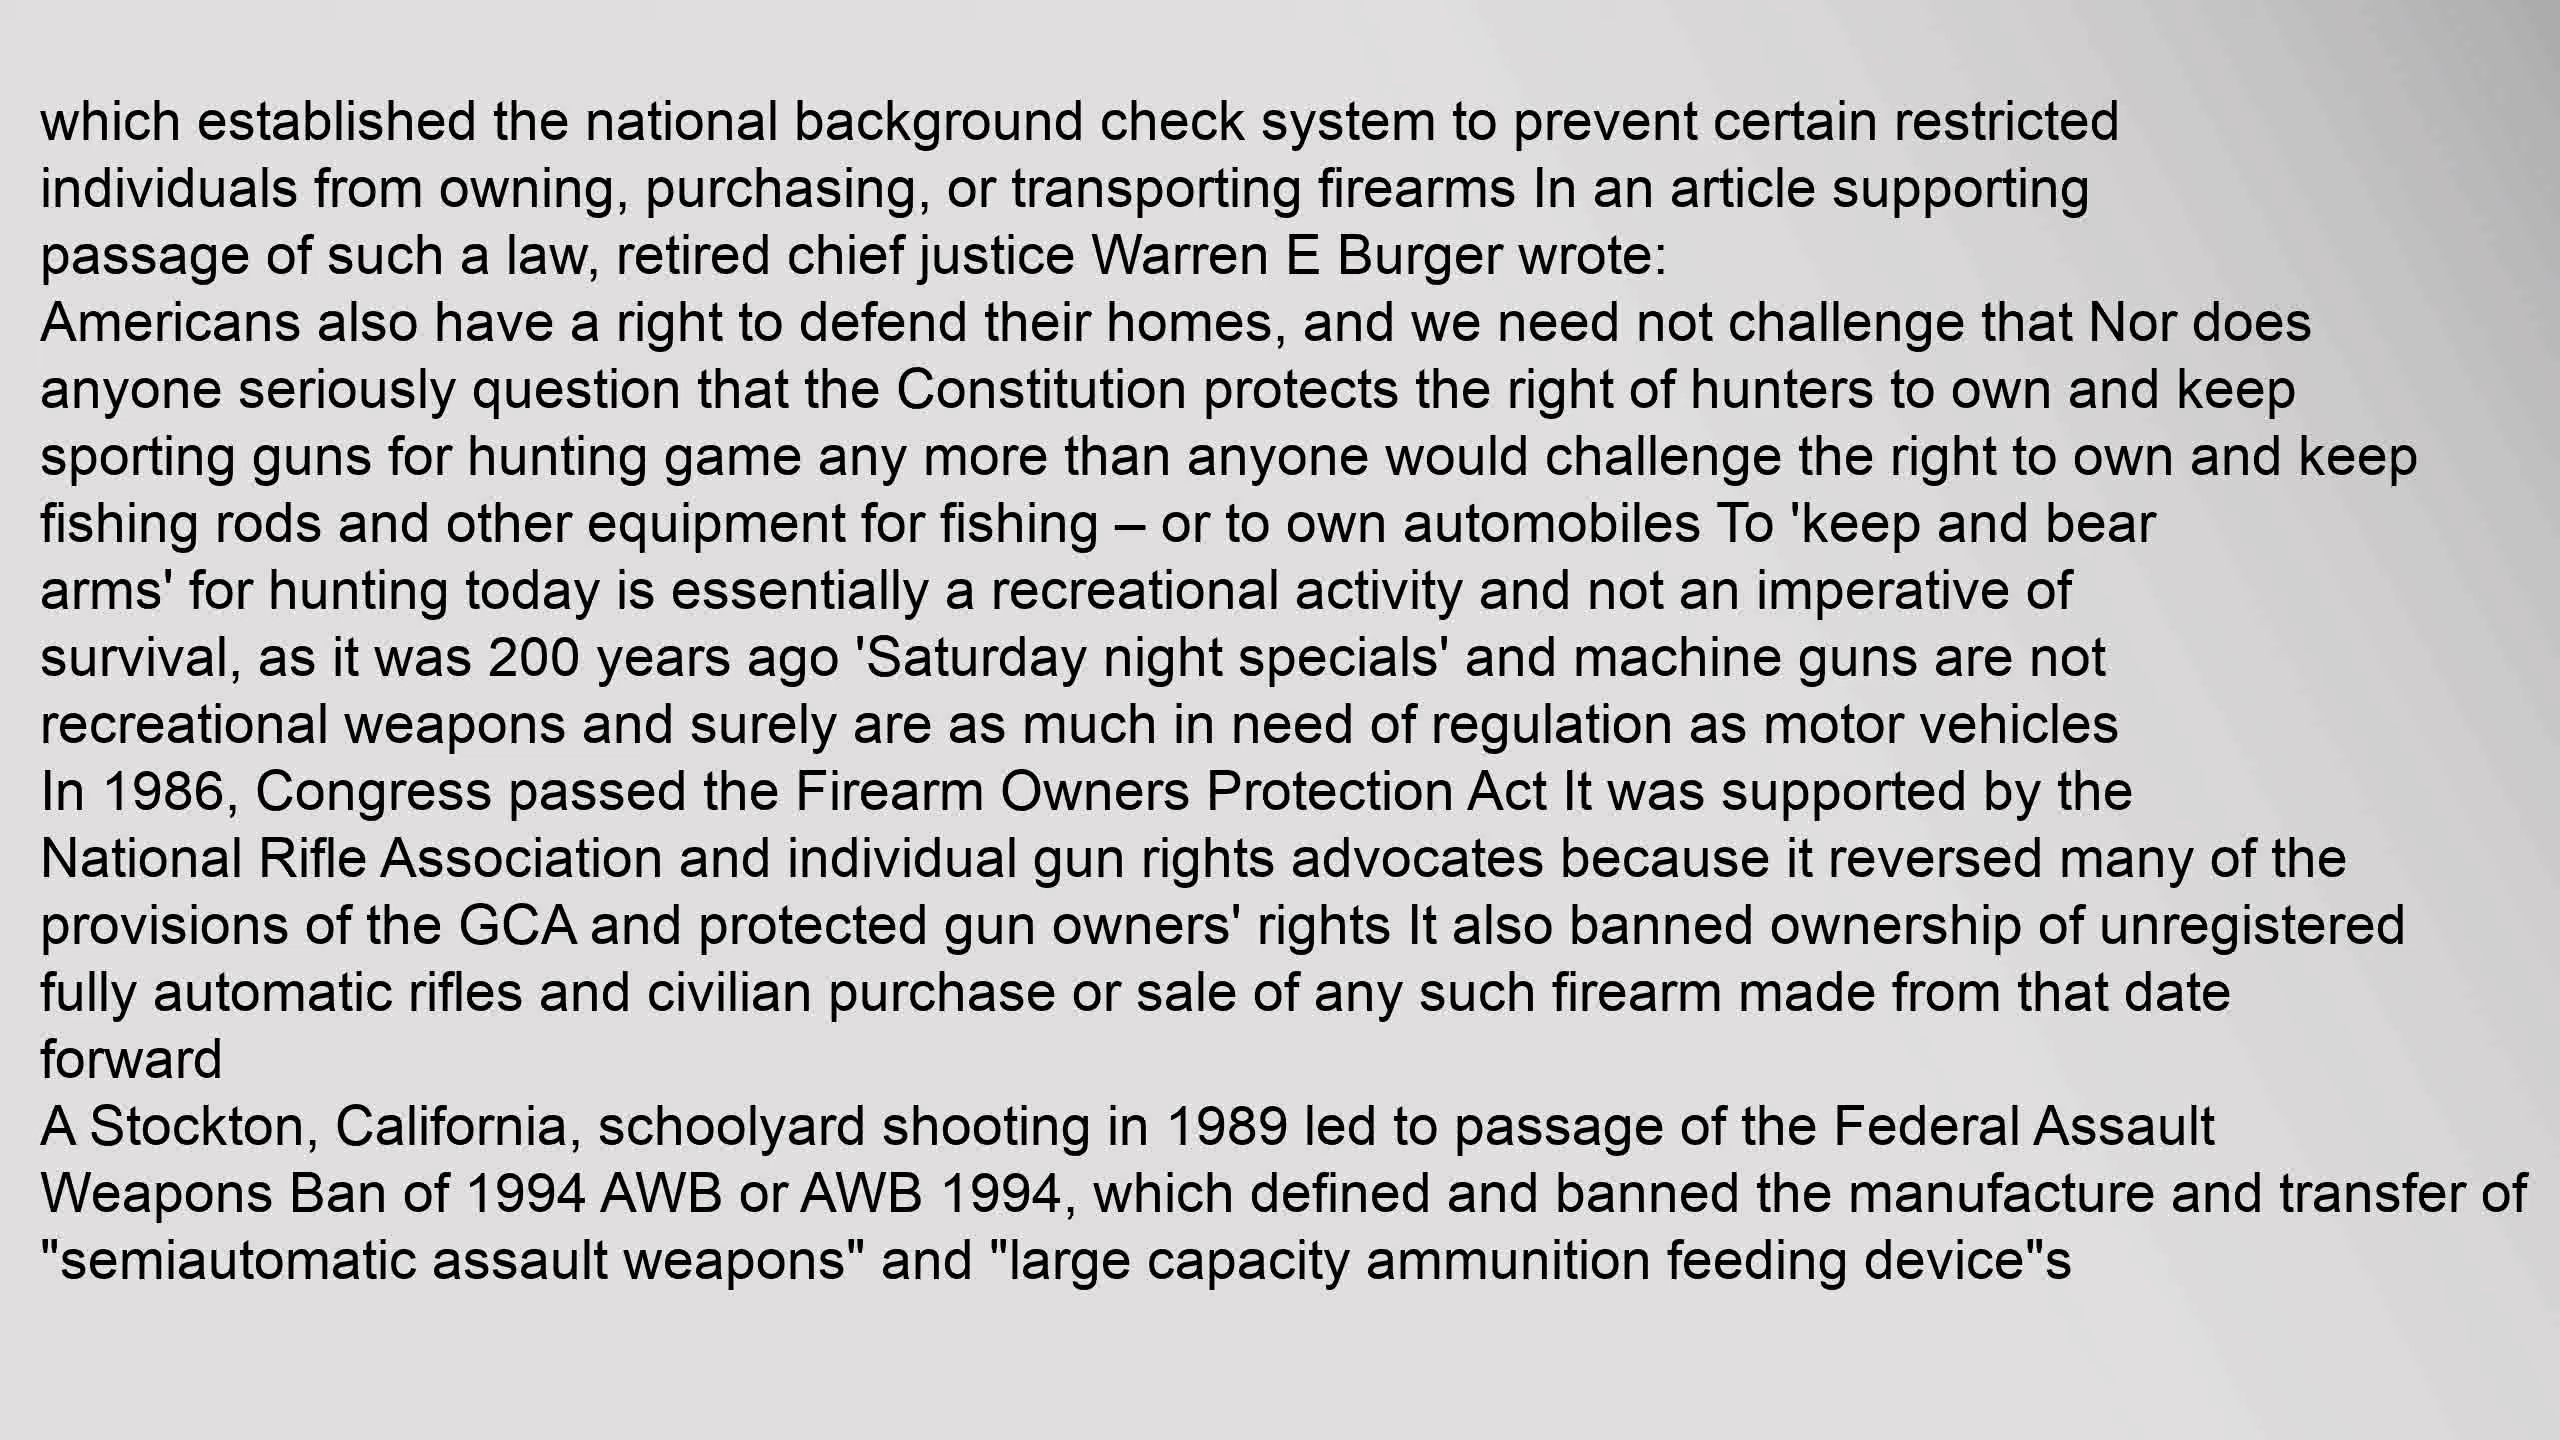 which established the national background check system to prevent certain restricted
individuals from owning, purchasing, or transporting firearms In an article supporting
passage of such a law, retired chief justice Warren E Burger wrote:
Americans also have a right to defend their homes, and we need not challenge that Nor does
anyone seriously question that the Constitution protects the right of hunters to own and keep
sporting guns for hunting game any more than anyone would challenge the right to own and keep
fishing rods and other equipment for fishing – or to own automobiles To 'keep and bear
arms' for hunting today is essentially a recreational activity and not an imperative of
survival, as it was 200 years ago 'Saturday night specials' and machine guns are not
recreational weapons and surely are as much in need of regulation as motor vehicles
In 1986, Congress passed the Firearm Owners Protection Act It was supported by the
National Rifle Association and individual gun rights advocates because it reversed many of the
provisions of the GCA and protected gun owners' rights It also banned ownership of unregistered
fully automatic rifles and civilian purchase or sale of any such firearm made from that date
forward
A Stockton, California, schoolyard shooting in 1989 led to passage of the Federal Assault
Weapons Ban of 1994 AWB or AWB 1994, which defined and banned the manufacture and transfer of
"semiautomatic assault weapons" and "large capacity ammunition feeding device"s